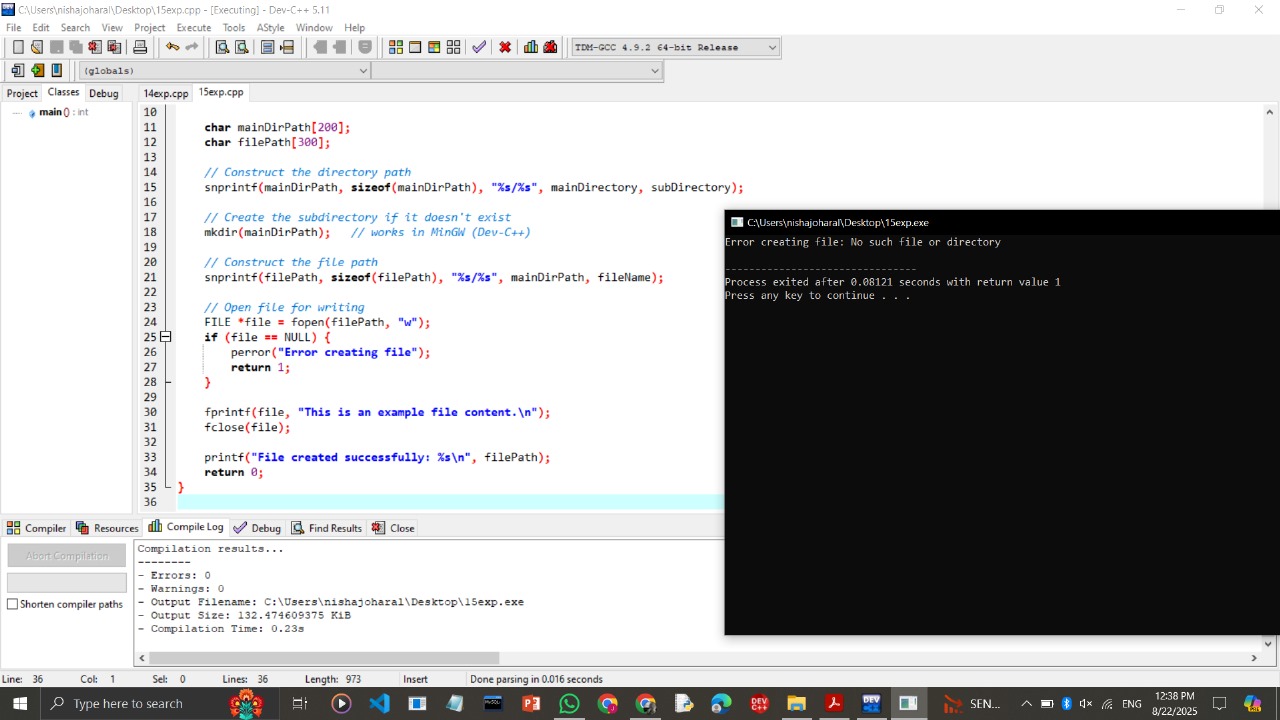 C:\Users\nishajoharal\Desktop\15exp.cpp - [Executing] - Dev-C++ 5.11
File Edit Search View Project Execute Tools AStyle Window Help
TDM-GCC 4.9.2 64-bit Release
(globals)
Project Classes Debug 14exp.cpp 15exp.cpp
main() : int
10
11 char mainDirPath[200];
12 char filePath[300];
13
14 // Construct the directory path
15 snprintf(mainDirPath, sizeof(mainDirPath), "%s/%s", mainDirectory, subDirectory);
16
17 // Create the subdirectory if it doesn't exist
18 mkdir(mainDirPath); // works in MinGW (Dev-C++)
19
20 // Construct the file path
21 snprintf(filePath, sizeof(filePath), "%s/%s", mainDirPath, fileName);
22
23 // Open file for writing
24 FILE *file = fopen(filePath, "w");
25 if (file == NULL) {
26 perror("Error creating file");
27 return 1;
28 }
29
30 fprintf(file, "This is an example file content.\n");
31 fclose(file);
32
33 printf("File created successfully: %s\n", filePath);
34 return 0;
35 }
36
C:\Users\nishajoharal\Desktop\15exp.exe
Error creating file: No such file or directory
--------------------------------
Process exited after 0.08121 seconds with return value 1
Press any key to continue . . .
Compiler Resources Compile Log Debug Find Results Close
Abort Compilation
Shorten compiler paths
Compilation results...
--------
- Errors: 0
- Warnings: 0
- Output Filename: C:\Users\nishajoharal\Desktop\15exp.exe
- Output Size: 132.474609375 KiB
- Compilation Time: 0.23s
Line: 36 Col: 1 Sel: 0 Lines: 36 Length: 973 Insert Done parsing in 0.016 seconds
Type here to search
SEN...
ENG
12:38 PM
8/22/2025